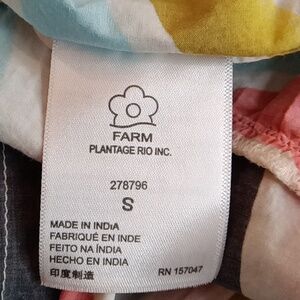 FARM
PLANTAGE RIO INC.
278796
S
MADE IN INDIA
FABRIQUÉ EN INDE
FEITO NA ÍNDIA
HECHO EN INDIA
印度制造
RN 157047